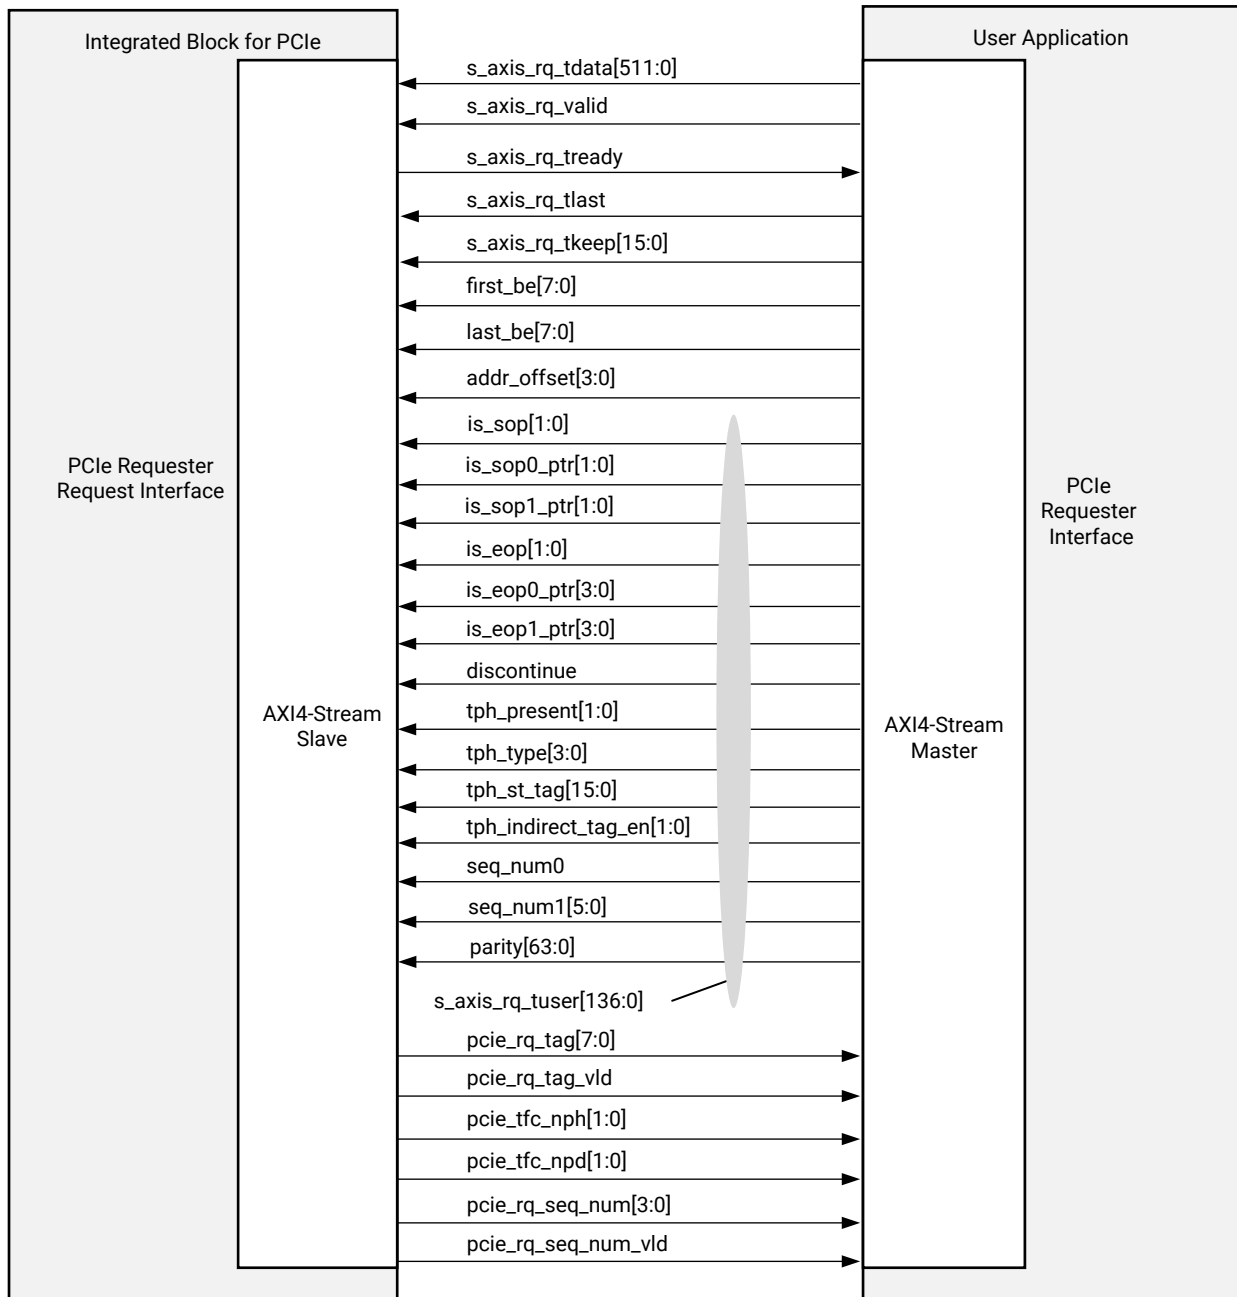 Integrated Block for PCIe
User Application
s_axis_rq_tdata[511:0]
s_axis_rq_valid
s_axis_rq_tready
s_axis_rq_tlast
s_axis_rq_tkeep[15:0]
first_be[7:0]
last_be[7:0]
addr_offset[3:0]
is_sop[1:0]
is_sop0_ptr[1:0]
is_sop1_ptr[1:0]
is_eop[1:0]
is_eop0_ptr[3:0]
is_eop1_ptr[3:0]
discontinue
tph_present[1:0]
tph_type[3:0]
tph_st_tag[15:0]
tph_indirect_tag_en[1:0]
seq_num0
seq_num1[5:0]
parity[63:0]
s_axis_rq_tuser[136:0]
pcie_rq_tag[7:0]
pcie_rq_tag_vld
pcie_tfc_nph[1:0]
pcie_tfc_npd[1:0]
pcie_rq_seq_num[3:0]
pcie_rq_seq_num_vld
PCIe Requester
Request Interface
AXI4-Stream
Slave
PCIe
Requester
Interface
AXI4-Stream
Master